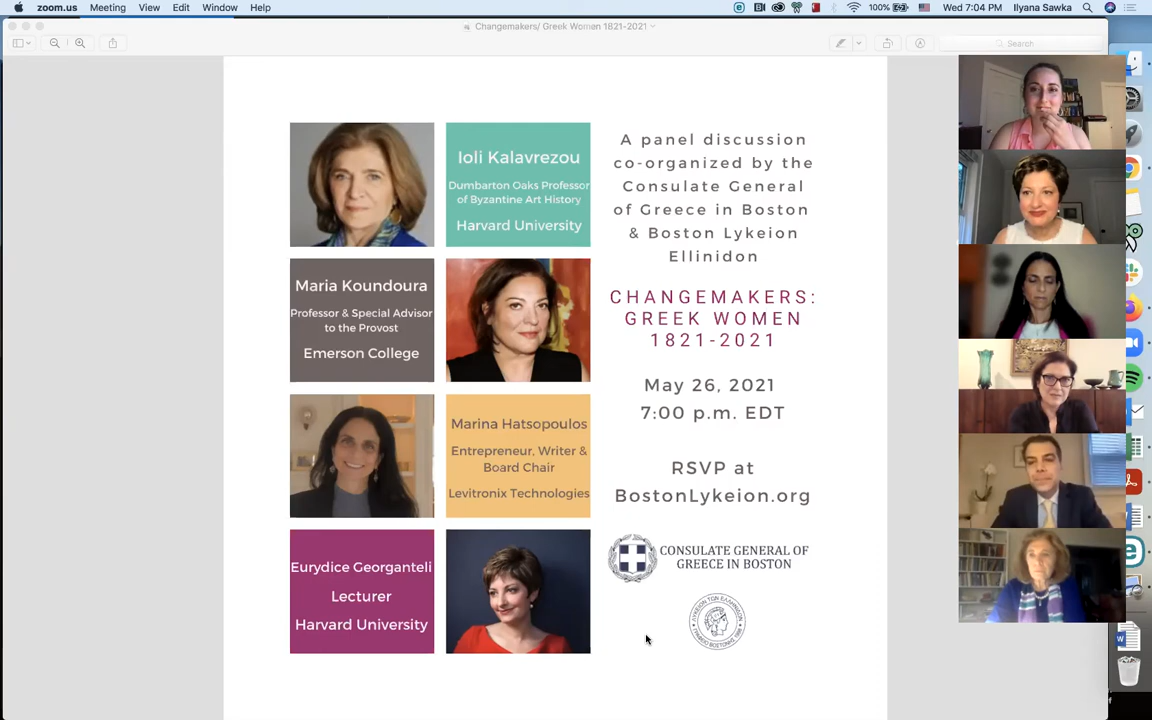 zoom.us Meeting View Edit Window Help
100% Wed 7:04 PM Ilyana Sawka
Changemakers/ Greek Women 1821-2021
Search
Ioli Kalavrezou
Dumbarton Oaks Professor
of Byzantine Art History
Harvard University
Maria Koundoura
Professor & Special Advisor
to the Provost
Emerson College
Marina Hatsopoulos
Entrepreneur, Writer &
Board Chair
Levitronix Technologies
Eurydice Georganteli
Lecturer
Harvard University
A panel discussion
co-organized by the
Consulate General
of Greece in Boston
& Boston Lykeion
Ellinidon
CHANGEMAKERS:
GREEK WOMEN
1821-2021
May 26, 2021
7:00 p.m. EDT
RSVP at
BostonLykeion.org
CONSULATE GENERAL OF
GREECE IN BOSTON